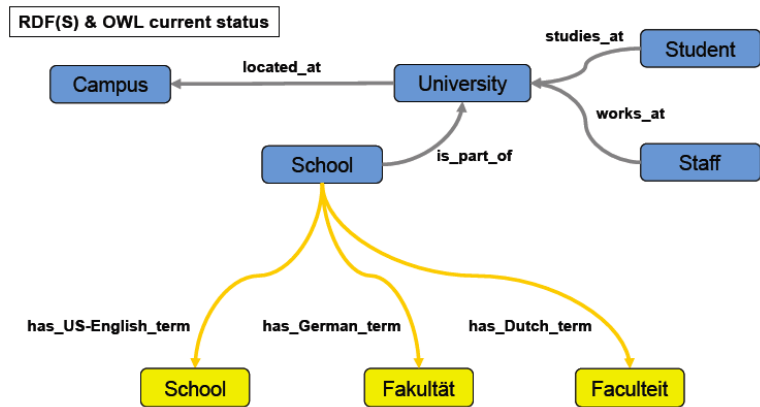 RDF(S) & OWL current status
studies_at
Student
located_at
Campus
University
works_at
School
is_part_of
Staff
has_US-English_term
has_German_term
has_Dutch_term
School
Fakultät
Faculteit